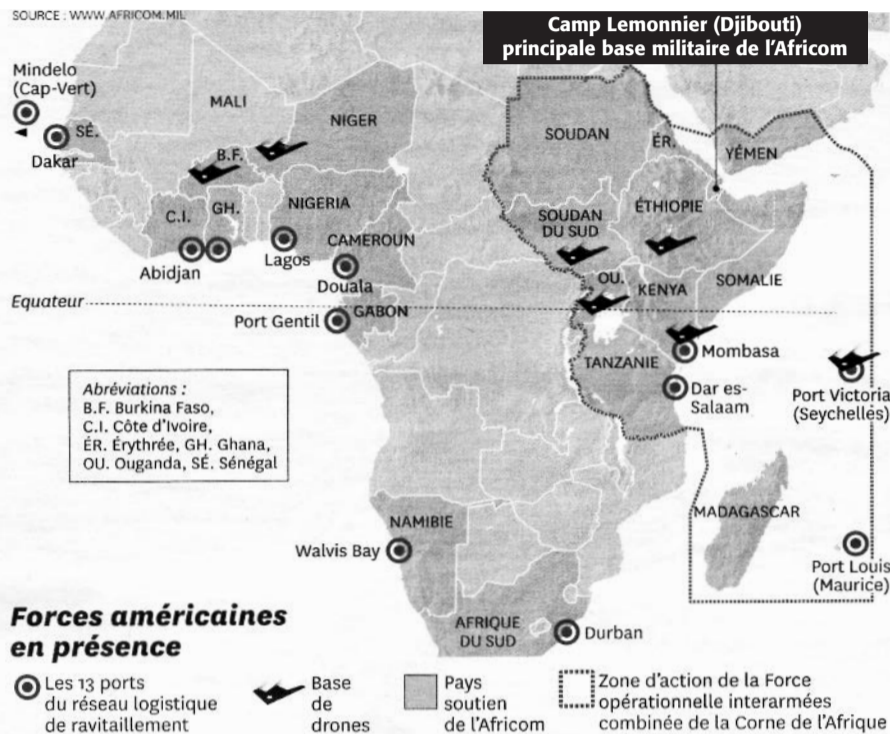 SOURCE : WWW.AFRICOM.MIL
Camp Lemonnier (Djibouti)
principale base militaire de l'Africom
Mindelo
(Cap-Vert)
MALI
NIGER
SOUDAN
ÉR.
YÉMEN
SÉ.
Dakar
B.F.
C.I.
GH.
NIGERIA
SOUDAN
DU SUD
ÉTHIOPIE
Abidjan
Lagos
CAMEROUN
Douala
OU.
KENYA
SOMALIE
Equateur
Port Gentil
GABON
Mombasa
TANZANIE
Dar es-
Salaam
Port Victoria
(Seychelles)
Abréviations :
B.F. Burkina Faso,
C.I. Côte d'Ivoire,
ÉR. Érythrée, GH. Ghana,
OU. Ouganda, SÉ. Sénégal
MADAGASCAR
NAMIBIE
Walvis Bay
Port Louis
(Maurice)
AFRIQUE
DU SUD
Durban
Forces américaines
en présence
Les 13 ports
du réseau logistique
de ravitaillement
Base
de
drones
Pays
soutien
de l'Africom
Zone d'action de la Force
opérationnelle interarmées
combinée de la Corne de l'Afrique